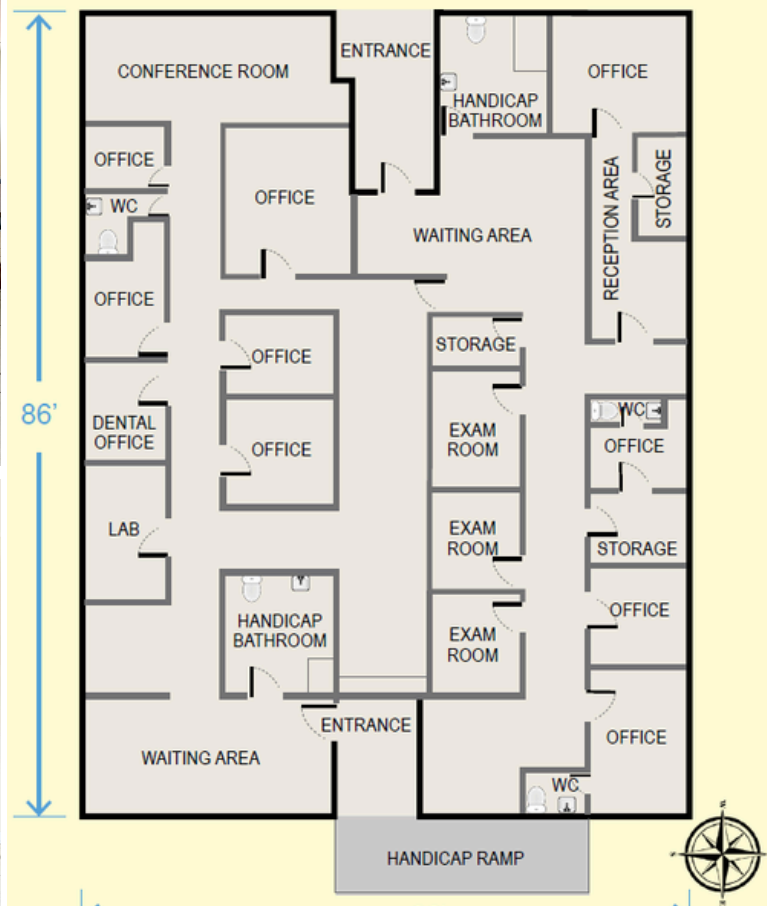 ENTRANCE
CONFERENCE ROOM
OFFICE
HANDICAP
BATHROOM
OFFICE
STORAGE
OFFICE
RECEPTION AREA
WC
WAITING AREA
OFFICE
OFFICE
STORAGE
OFFICE
86’
WC
DENTAL
OFFICE
OFFICE
EXAM
ROOM
OFFICE
LAB
EXAM
ROOM
STORAGE
HANDICAP
BATHROOM
EXAM
ROOM
OFFICE
ENTRANCE
WAITING AREA
OFFICE
WC
HANDICAP RAMP